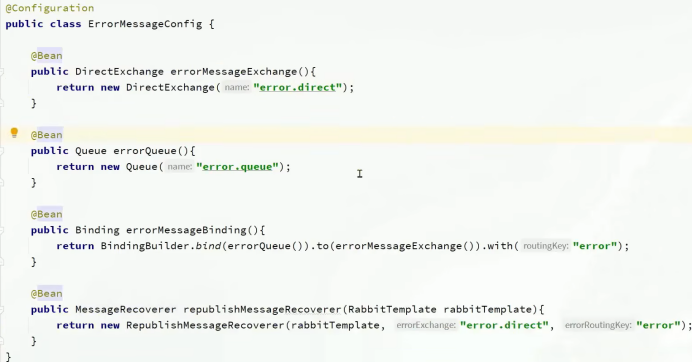 @Configuration
public class ErrorMessageConfig {
@Bean
public DirectExchange errorMessageExchange(){
return new DirectExchange( name: "error.direct");
}
@Bean
public Queue errorQueue(){
return new Queue( name: "error.queue");
}
@Bean
public Binding errorMessageBinding(){
return BindingBuilder.bind(errorQueue()).to(errorMessageExchange()).with( routingKey: "error");
}
@Bean
public MessageRecoverer republishMessageRecoverer(RabbitTemplate rabbitTemplate){
return new RepublishMessageRecoverer(rabbitTemplate, errorExchange: "error.direct", errorRoutingKey: "error");
}
}